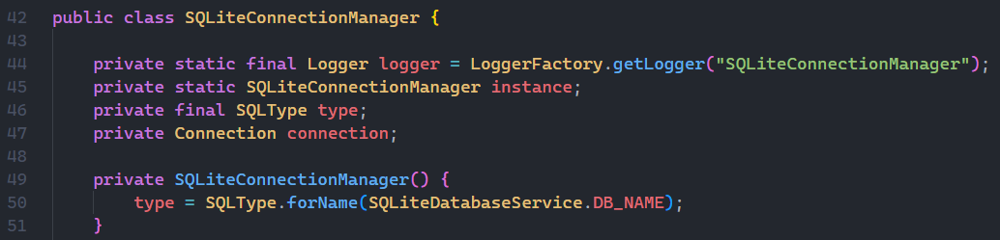 42 public class SQLiteConnectionManager {
43
44     private static final Logger logger = LoggerFactory.getLogger("SQLiteConnectionManager");
45     private static SQLiteConnectionManager instance;
46     private final SQLType type;
47     private Connection connection;
48
49     private SQLiteConnectionManager() {
50         type = SQLType.forName(SQLiteDatabaseService.DB_NAME);
51     }